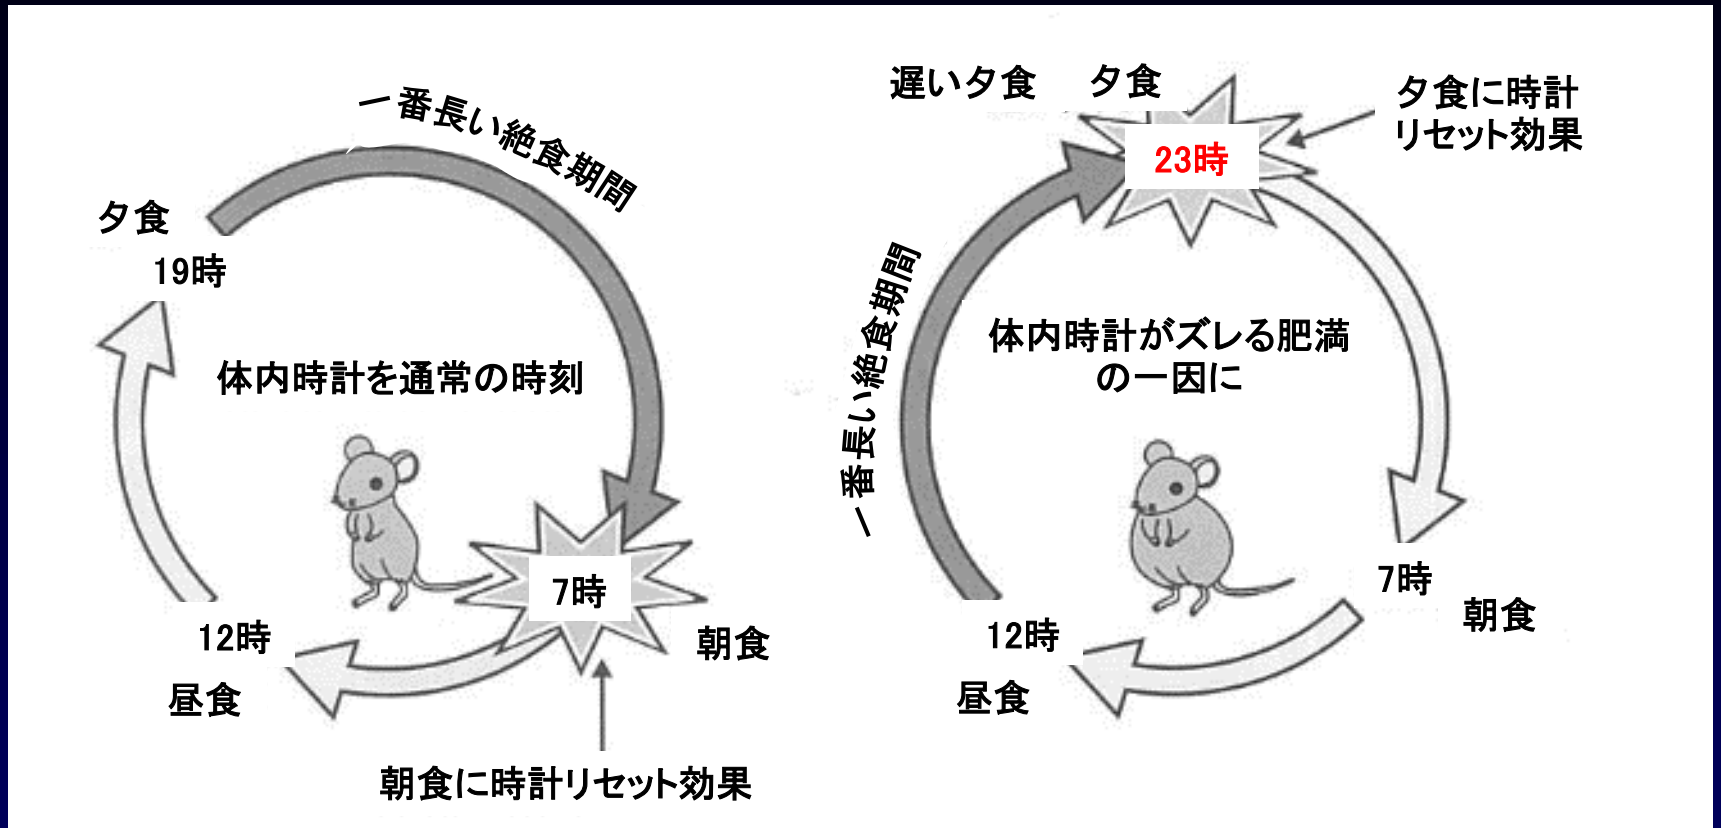 一番長い絶食期間
夕食
19時
体内時計を通常の時刻
7時
朝食
12時
昼食
朝食に時計リセット効果
遅い夕食 夕食
23時
夕食に時計
リセット効果
一番長い絶食期間
体内時計がズレる肥満
の一因に
7時
朝食
12時
昼食